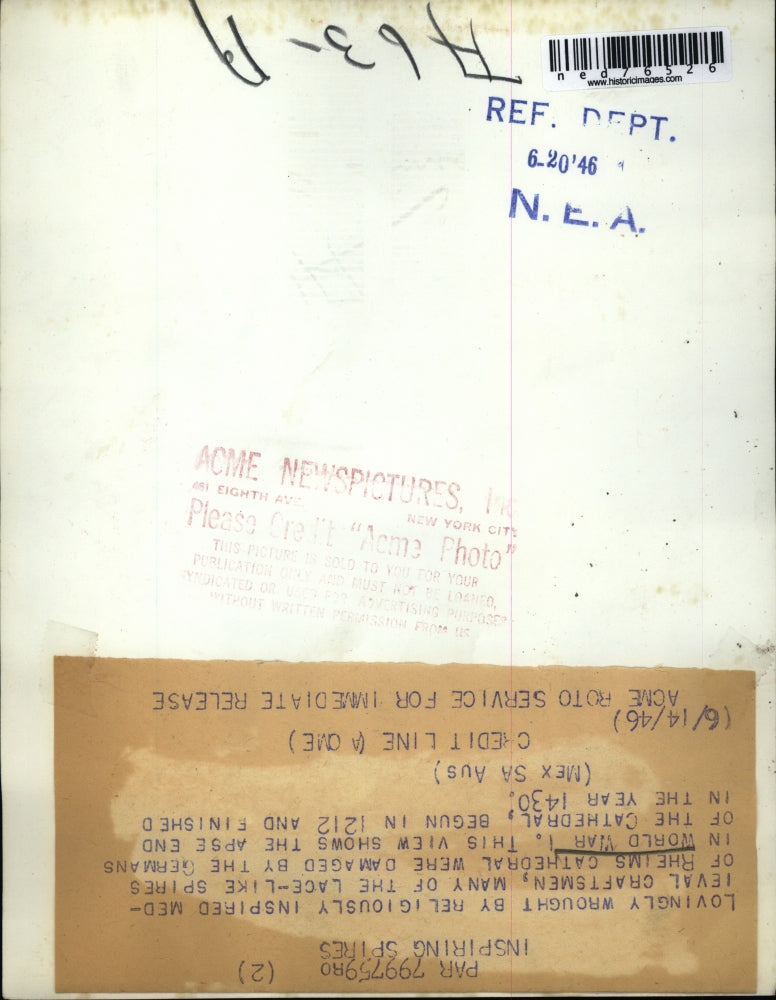 ned76526
www.historicimages.com
REF. DEPT.
6-20'46
N. E. A.
ACME NEWSPICTURES, INC
461 EIGHTH AVE.
NEW YORK CITY
Please Credit "Acme Photo"
THIS PICTURE IS SOLD TO YOU FOR YOUR
PUBLICATION ONLY AND MUST NOT BE LOANED,
SYNDICATED OR USED FOR ADVERTISING PURPOSES
WITHOUT WRITTEN PERMISSION FROM US
PAR 799759RO (2)
INSPIRING SPIRES
LOVINGLY WROUGHT BY RELIGIOUSLY INSPIRED MED-
IEVAL CRAFTSMEN, MANY OF THE LACE-LIKE SPIRES
OF RHEIMS CATHEDRAL WERE DAMAGED BY THE GERMANS
IN WORLD WAR I. THIS VIEW SHOWS THE APSE END
OF THE CATHEDRAL, BEGUN IN 1212 AND FINISHED
IN THE YEAR 1430.
(MEX SA AUS)
CREDIT LINE (ACME)
(6/14/46)
ACME ROTO SERVICE FOR IMMEDIATE RELEASE